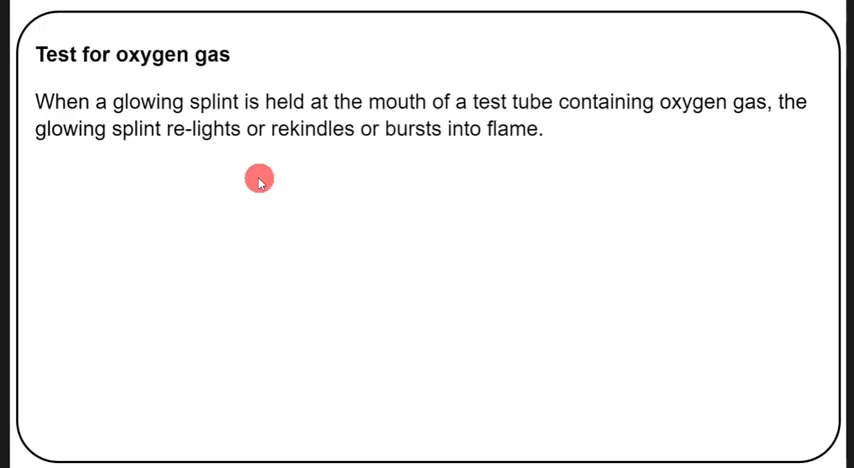 Test for oxygen gas
When a glowing splint is held at the mouth of a test tube containing oxygen gas, the
glowing splint re-lights or rekindles or bursts into flame.